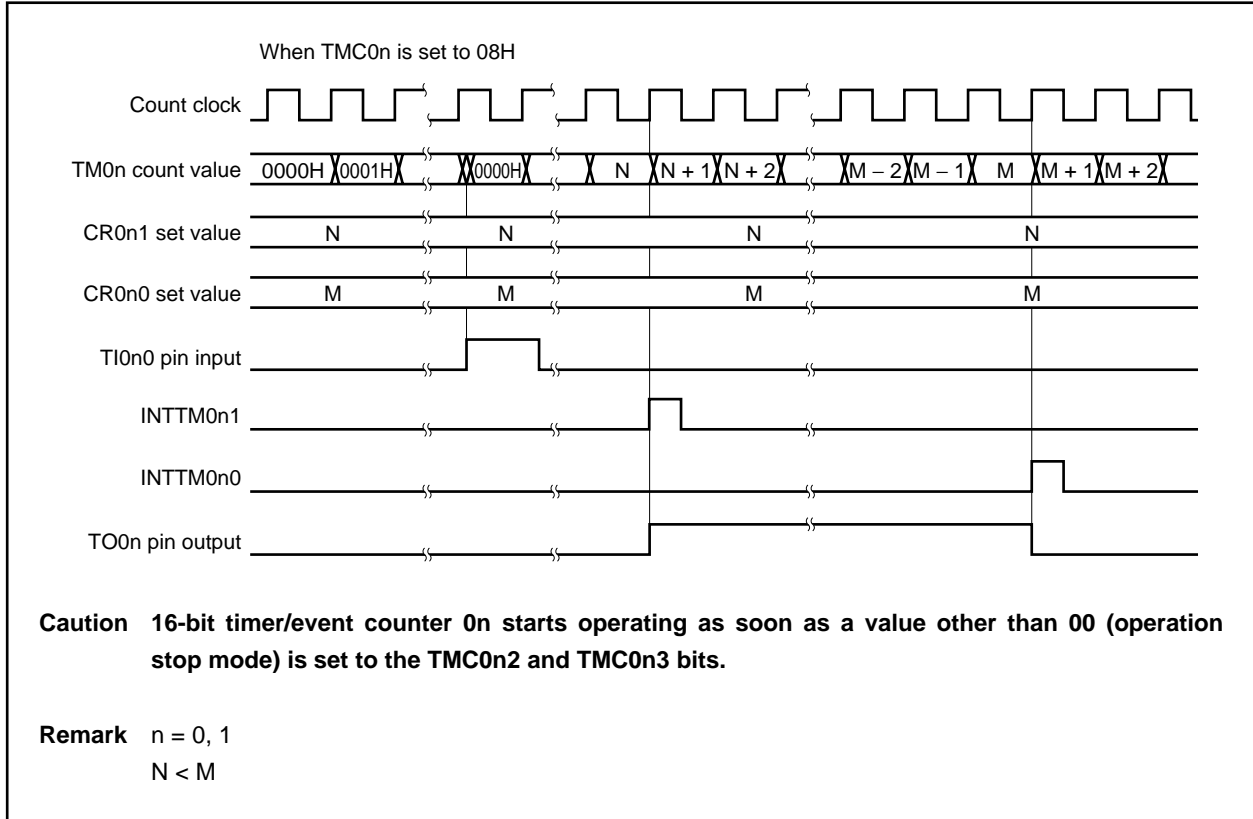 When TMC0n is set to 08H
Count clock
TM0n count value 0000H 0001H 0000H N N + 1 N + 2 M – 2 M – 1 M M + 1 M + 2
CR0n1 set value N N N N
CR0n0 set value M M M M
TI0n0 pin input
INTTM0n1
INTTM0n0
TO0n pin output
Caution 16-bit timer/event counter 0n starts operating as soon as a value other than 00 (operation
stop mode) is set to the TMC0n2 and TMC0n3 bits.
Remark n = 0, 1
N < M